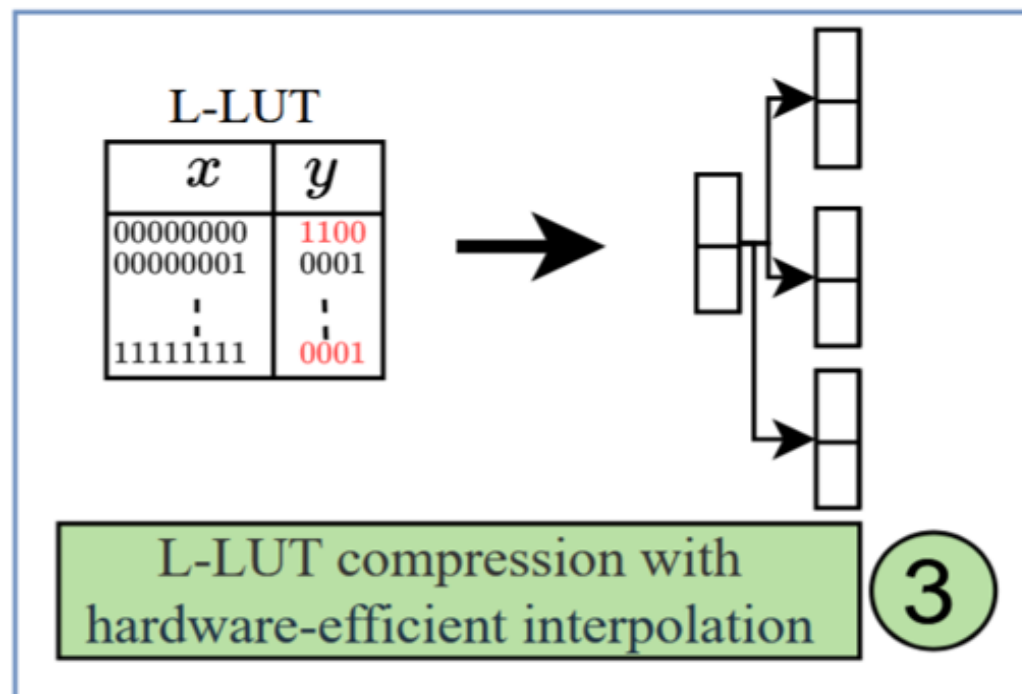 L-LUT
x y
00000000 1100
00000001 0001
11111111 0001
L-LUT compression with
hardware-efficient interpolation
3